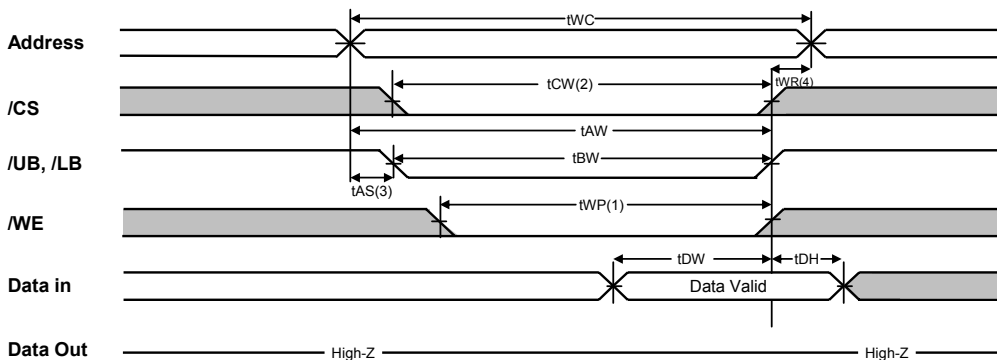 tWC
Address
tWR(4)
tCW(2)
/CS
tAW
/UB, /LB
tBW
tAS(3)
tWP(1)
/WE
tDW
tDH
Data in
Data Valid
Data Out
High-Z
High-Z